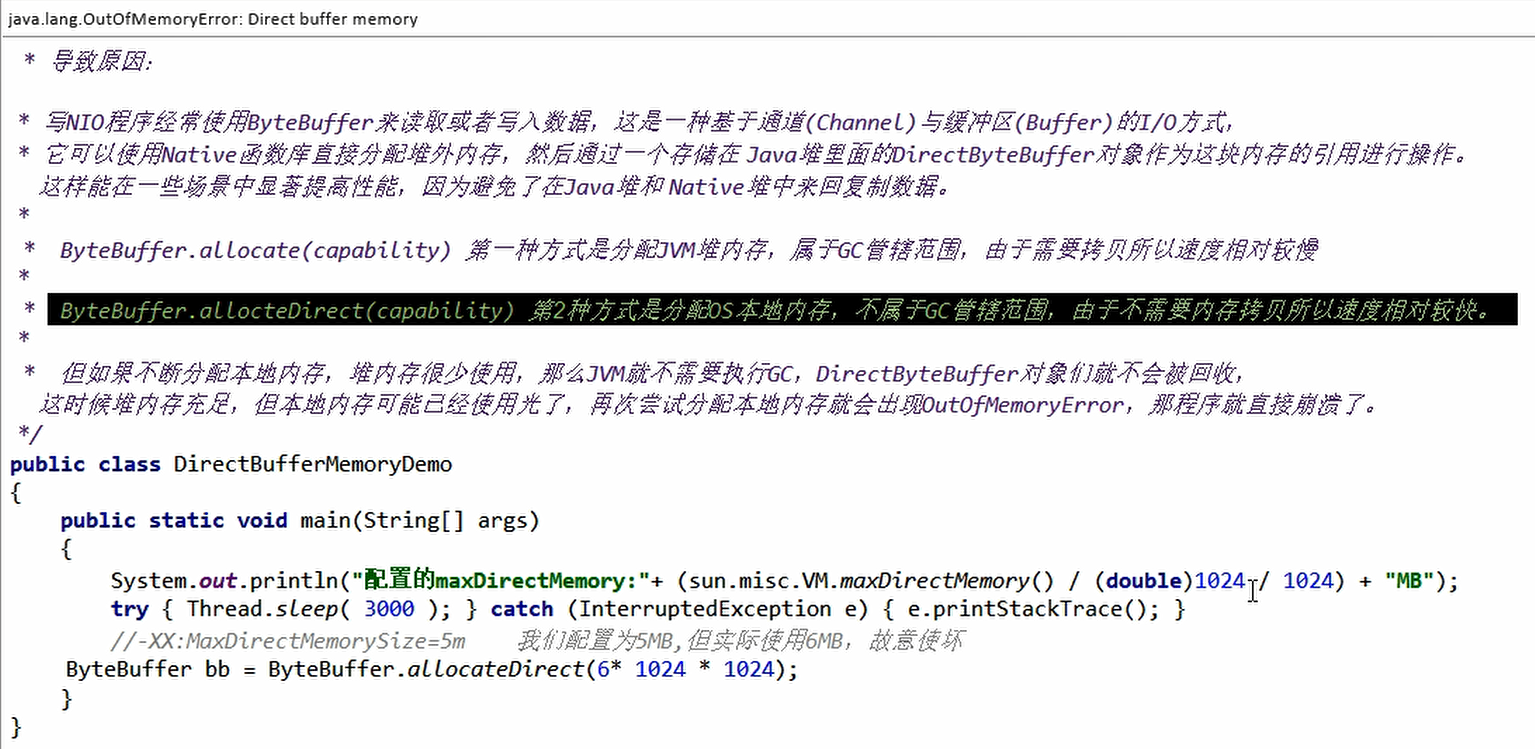 java.lang.OutOfMemoryError: Direct buffer memory
* 导致原因：
* 写NIO程序经常使用ByteBuffer来读取或者写入数据，这是一种基于通道(Channel)与缓冲区(Buffer)的I/O方式，
* 它可以使用Native函数库直接分配堆外内存，然后通过一个存储在 Java堆里面的DirectByteBuffer对象作为这块内存的引用进行操作。
这样能在一些场景中显著提高性能，因为避免了在Java堆和 Native堆中来回复制数据。
*
* ByteBuffer.allocate(capability) 第一种方式是分配JVM堆内存，属于GC管辖范围，由于需要拷贝所以速度相对较慢
*
* ByteBuffer.allocteDirect(capability) 第2种方式是分配OS本地内存，不属于GC管辖范围，由于不需要内存拷贝所以速度相对较快。
*
* 但如果不断分配本地内存，堆内存很少使用，那么JVM就不需要执行GC，DirectByteBuffer对象们就不会被回收，
这时候堆内存充足，但本地内存可能已经使用光了，再次尝试分配本地内存就会出现OutOfMemoryError，那程序就直接崩溃了。
*/
public class DirectBufferMemoryDemo
{
public static void main(String[] args)
{
System.out.println("配置的maxDirectMemory:"+ (sun.misc.VM.maxDirectMemory() / (double)1024 / 1024) + "MB");
try { Thread.sleep( 3000 ); } catch (InterruptedException e) { e.printStackTrace(); }
//-XX:MaxDirectMemorySize=5m 我们配置为5MB,但实际使用6MB，故意使坏
ByteBuffer bb = ByteBuffer.allocateDirect(6* 1024 * 1024);
}
}